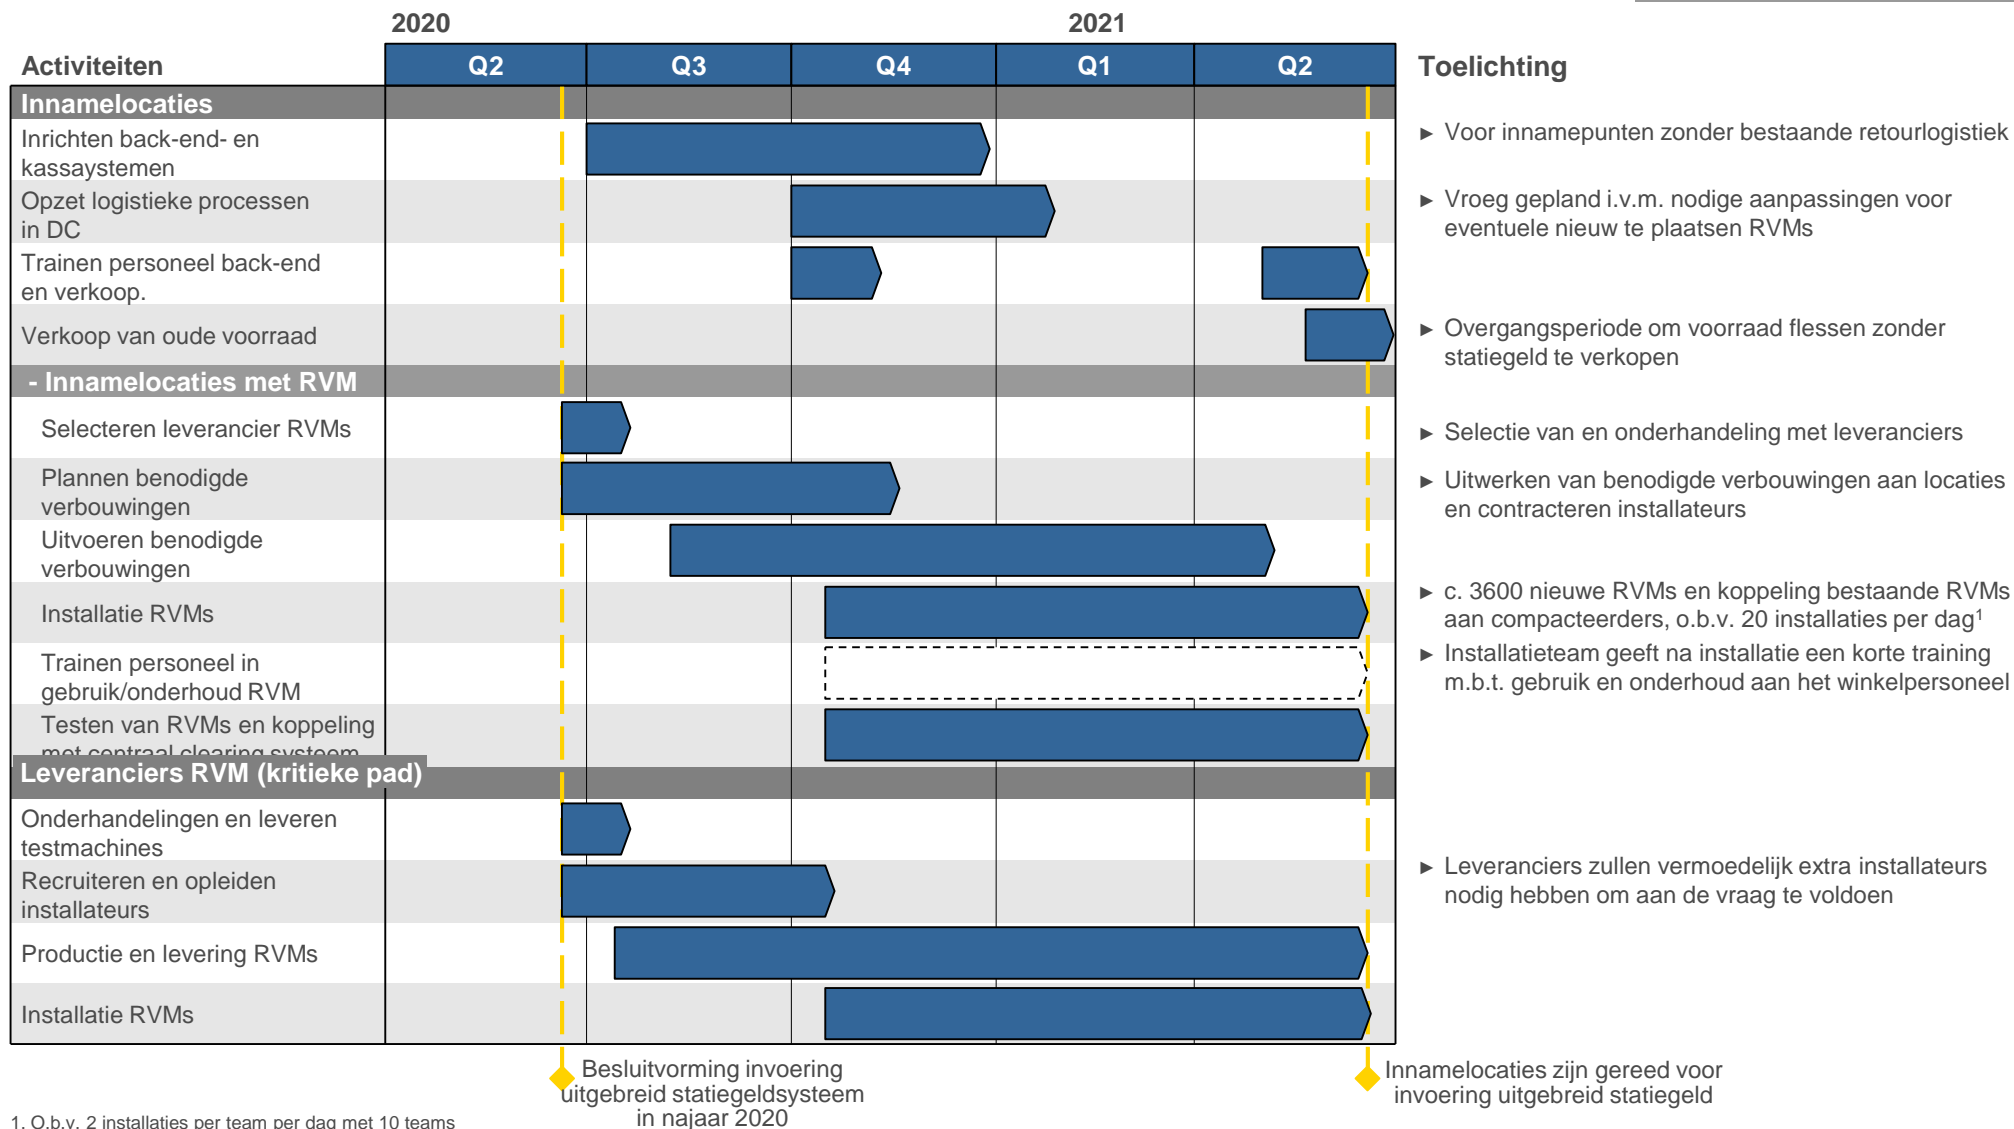 2020 2021
Activiteiten Q2 Q3 Q4 Q1 Q2 Toelichting
Innamelocaties
Inrichten back-end- en
kassaystemen
► Voor innamepunten zonder bestaande retourlogistiek
Opzet logistieke processen
in DC
► Vroeg gepland i.v.m. nodige aanpassingen voor
eventuele nieuw te plaatsen RVMs
Trainen personeel back-end
en verkoop.
Verkoop van oude voorraad
► Overgangsperiode om voorraad flessen zonder
statiegeld te verkopen
- Innamelocaties met RVM
Selecteren leverancier RVMs
► Selectie van en onderhandeling met leveranciers
Plannen benodigde
verbouwingen
► Uitwerken van benodigde verbouwingen aan locaties
en contracteren installateurs
Uitvoeren benodigde
verbouwingen
Installatie RVMs
► c. 3600 nieuwe RVMs en koppeling bestaande RVMs
aan compacteerders, o.b.v. 20 installaties per dag1
Trainen personeel in
gebruik/onderhoud RVM
► Installatieteam geeft na installatie een korte training
m.b.t. gebruik en onderhoud aan het winkelpersoneel
Testen van RVMs en koppeling
met centraal clearing systeem
Leveranciers RVM (kritieke pad)
Onderhandelingen en leveren
testmachines
Recruiteren en opleiden
installateurs
► Leveranciers zullen vermoedelijk extra installateurs
nodig hebben om aan de vraag te voldoen
Productie en levering RVMs
Installatie RVMs
Besluitvorming invoering
uitgebreid statiegeldsysteem
in najaar 2020
Innamelocaties zijn gereed voor
invoering uitgebreid statiegeld
1. O.b.v. 2 installaties per team per dag met 10 teams